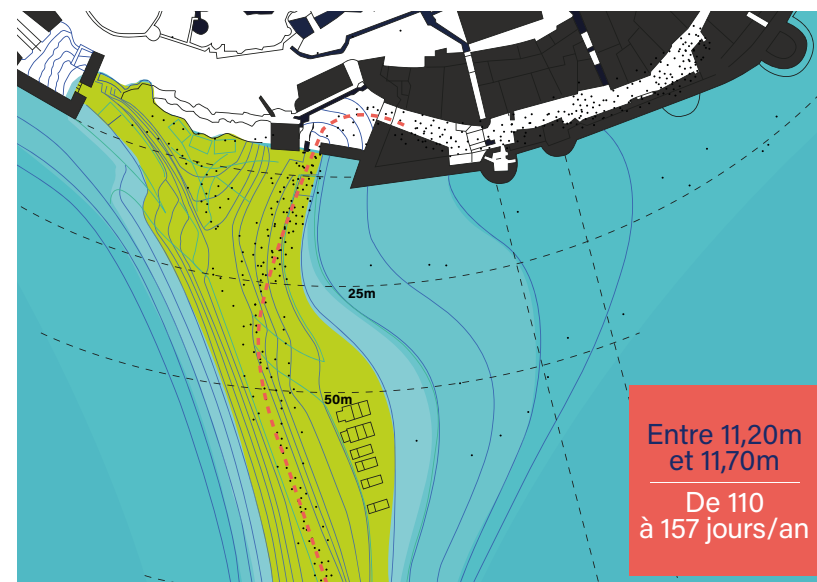 25m
50m
Entre 11,20m
et 11,70m
De 110
à 157 jours/an